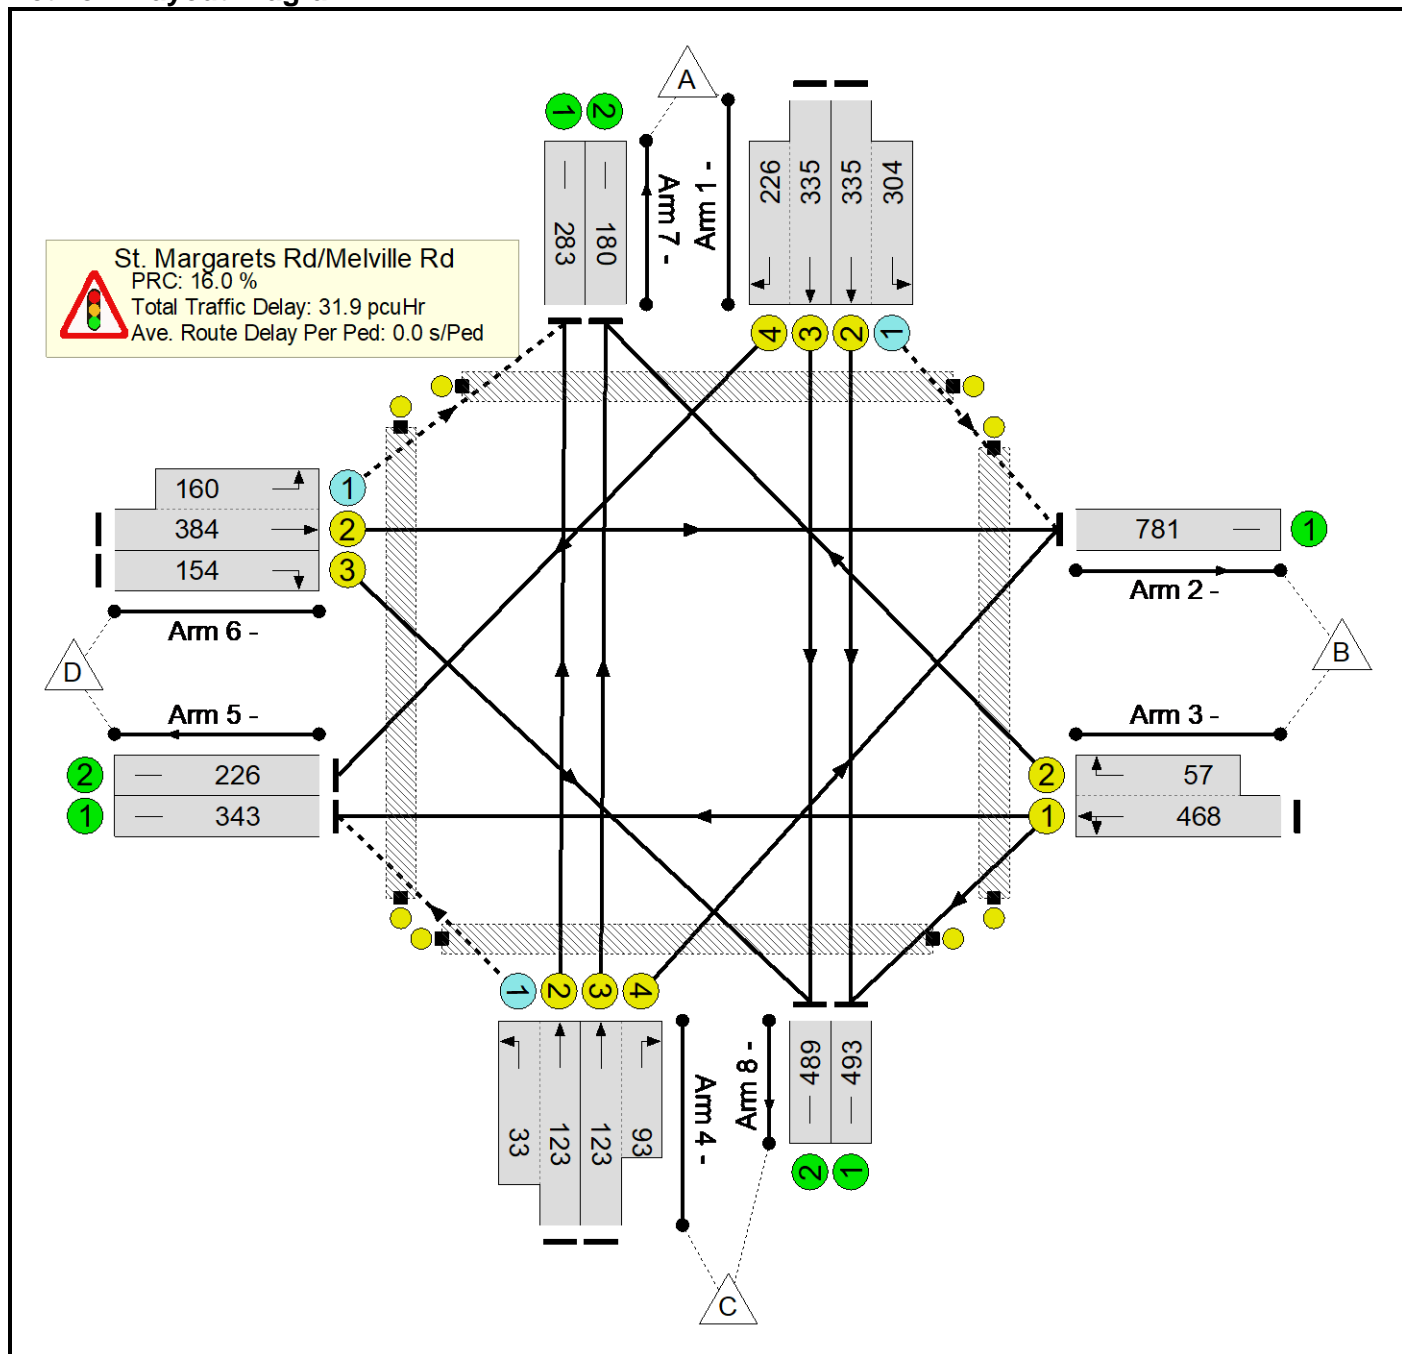 A
1 2
Arm 7 -
Arm 1 -
283 180
226 335 335 304
4 3 2 1
St. Margarets Rd/Melville Rd
PRC: 16.0 %
Total Traffic Delay: 31.9 pcuHr
Ave. Route Delay Per Ped: 0.0 s/Ped
160 1
384 2
154 3
Arm 6 -
D
Arm 5 -
2 226
1 343
781 1
Arm 2 -
B
Arm 3 -
2 57
1 468
1 2 3 4
33 123 123 93
Arm 4 -
Arm 8 -
489 493
2 1
C